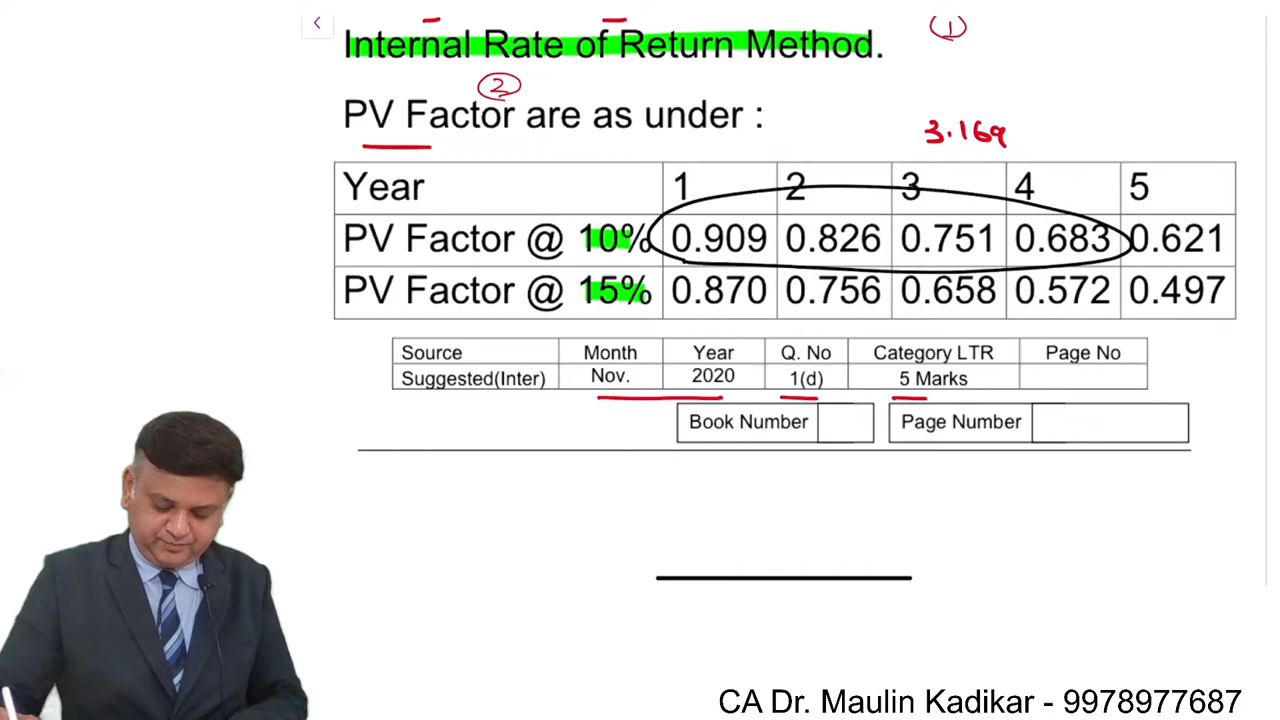 Internal Rate of Return Method.
1
2
PV Factor are as under :
3.169
Year 1 2 3 4 5
PV Factor @ 10% 0.909 0.826 0.751 0.683 0.621
PV Factor @ 15% 0.870 0.756 0.658 0.572 0.497
Source Month Year Q. No Category LTR Page No
Suggested(Inter) Nov. 2020 1(d) 5 Marks
Book Number Page Number
CA Dr. Maulin Kadikar - 9978977687